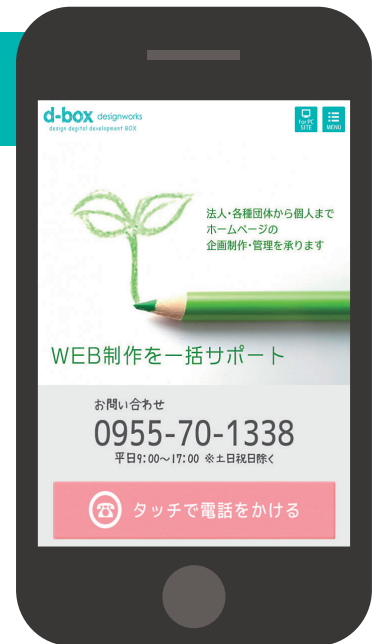 d-box designworks
design degital development BOX
For PC
SITE
MENU
法人・各種団体から個人まで
ホームページの
企画制作・管理を承ります
WEB制作を一括サポート
お問い合わせ
0955-70-1338
平日9:00～17:00 ※土日祝日除く
タッチで電話をかける